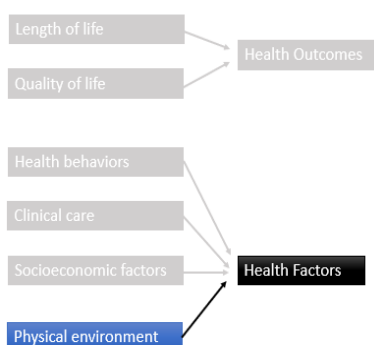 Length of life
Health Outcomes
Quality of life
Health behaviors
Clinical care
Socioeconomic factors
Health Factors
Physical environment